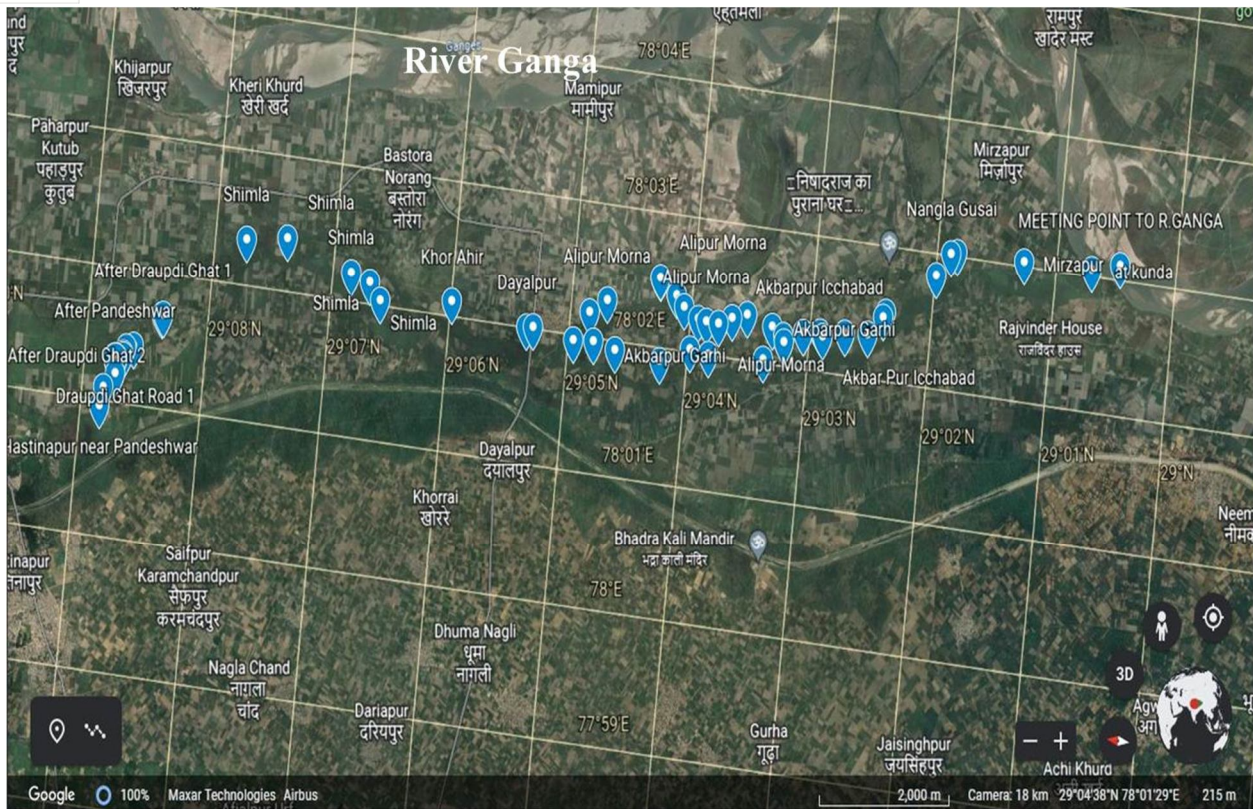 एहतमली
रामपुर
खादर मस्ट
Ganges
River Ganga
78°04'E
Khijarpur
खिजरपुर
Kheri Khurd
खेरी खुर्द
Mamipur
मामीपुर
Paharpur
Kutub
पहाड़पुर
कुतुब
Bastora
Norang
बस्तोरा
नोरंग
Mirzapur
मिर्ज़ापुर
78°03'E
निषादराज का
पुराना घर
Shimla
Shimla
Nangla Gusai
MEETING POINT TO R.GANGA
Shimla
Alipur Morna
Alipur Morna
Khor Ahir
After Draupdi Ghat 1
Mirzapur
at kunda
Dayalpur
Alipur Morna
Akbarpur Icchabad
After Pandeshwar
Shimla
Shimla
78°02'E
29°08'N
29°07'N
Akbarpur Garhi
Rajvinder House
राजविंदर हाउस
After Draupdi Ghat 2
29°06'N
Akbarpur Garhi
Alipur Morna
Akbar Pur Icchabad
29°05'N
Draupdi Ghat Road 1
29°04'N
29°03'N
29°02'N
Hastinapur near Pandeshwar
Dayalpur
दयालपुर
78°01'E
29°01'N
29°N
Khorrai
खोररे
Bhadra Kali Mandir
भद्रा काली मंदिर
Saifpur
Karamchandpur
सैफपुर
करमचंदपुर
78°E
Dhuma Nagli
धूमा
नागली
Nagla Chand
नागला
चांद
3D
Dariapur
दरियपुर
77°59'E
Gurha
गूढ़ा
Jaisinghpur
जयसिंहपुर
Achi Khurd
Google
100%
Maxar Technologies Airbus
2,000 m
Camera: 18 km
29°04'38"N 78°01'29"E
215 m